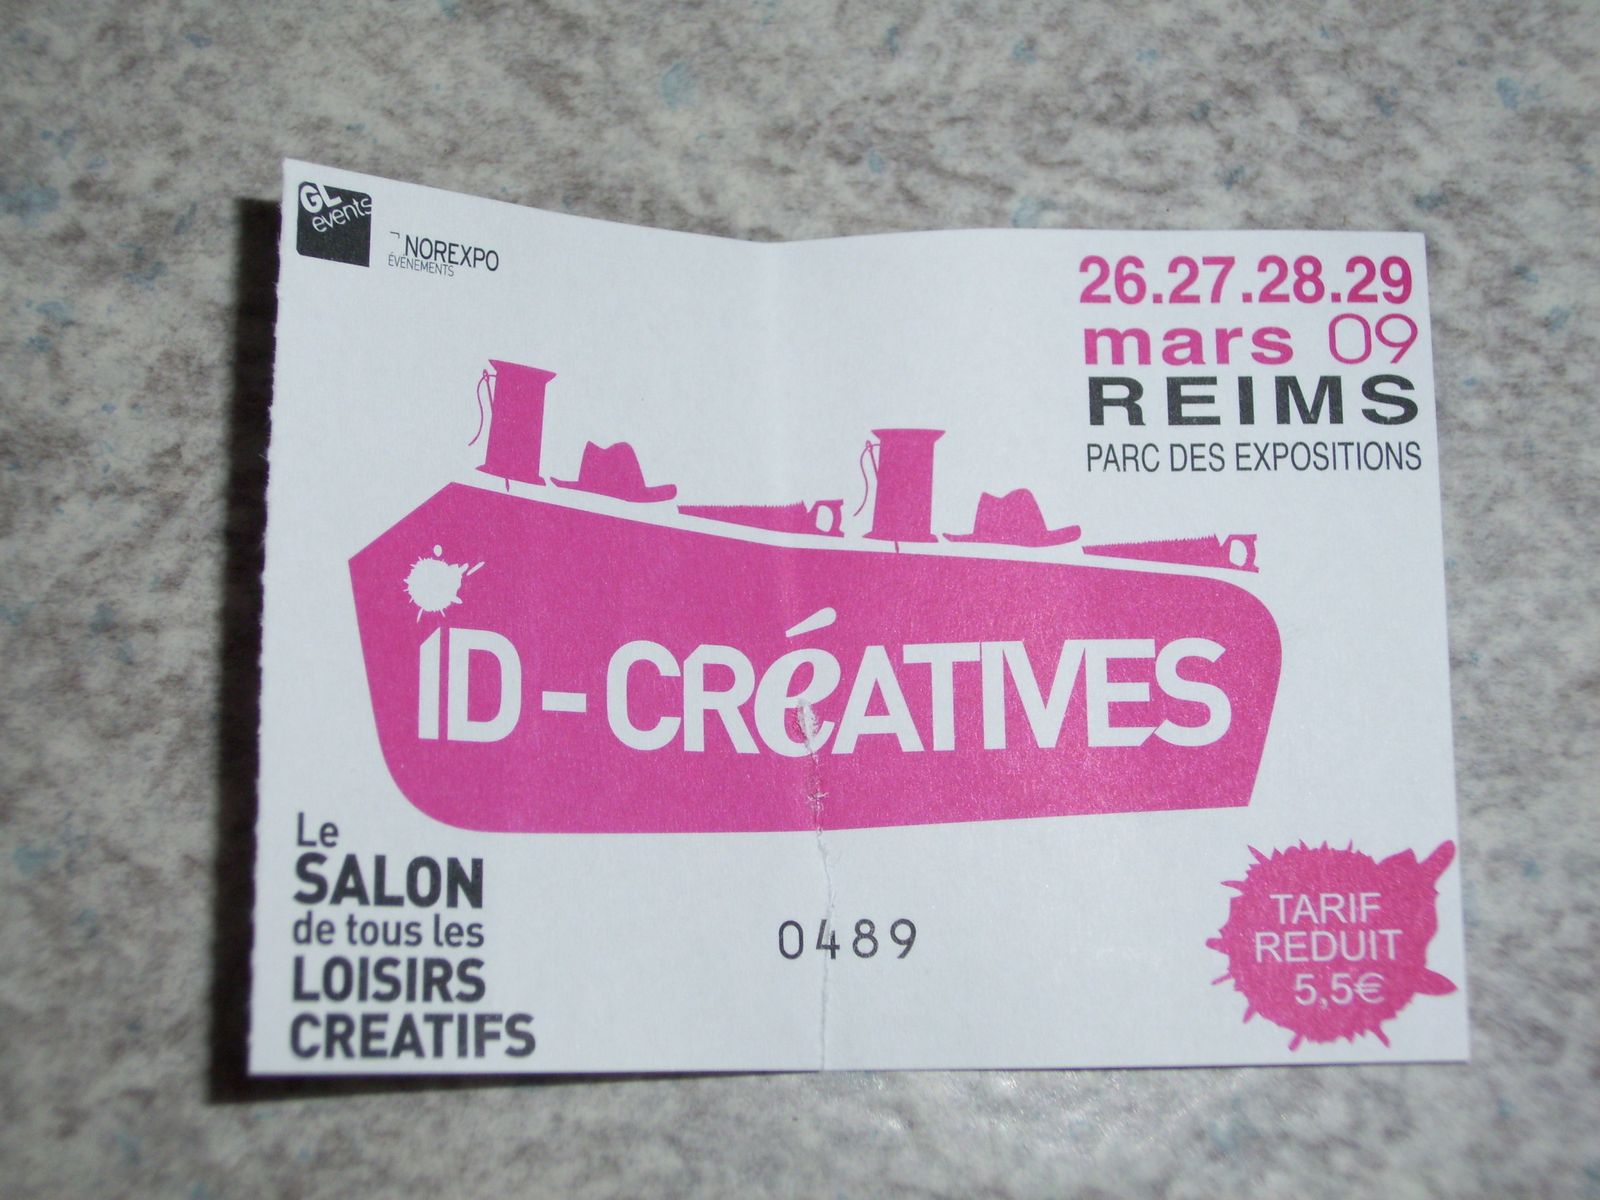 GL
events
NOREXPO
ÉVÉNEMENTS
26.27.28.29
mars 09
REIMS
PARC DES EXPOSITIONS
iD - CRéATIVES
Le
SALON
de tous les
LOISIRS
CREATIFS
0489
TARIF
REDUIT
5,5€